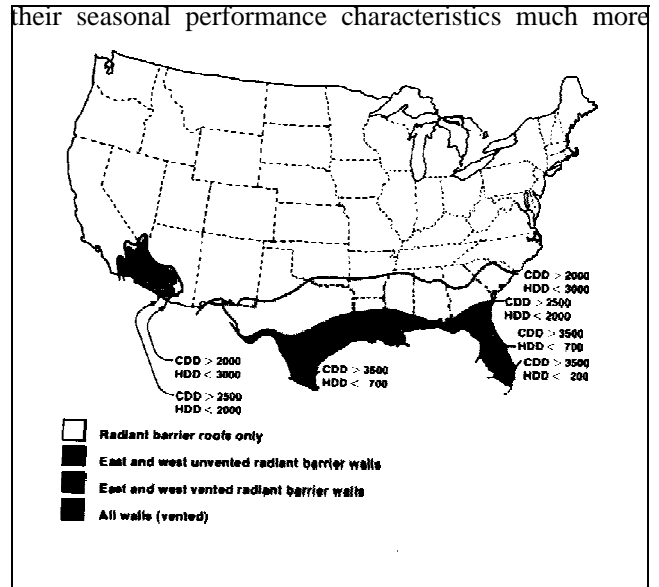 their seasonal performance characteristics much more
CDD > 2000
HDD < 3000
CDD > 2500
HDD < 2000
CDD > 3500
HDD < 700
CDD > 3500
HDD < 200
CDD > 2000
HDD < 3000
CDD > 2500
HDD < 2000
CDD > 3500
HDD < 700
Radiant barrier roofs only
East and west unvented radiant barrier walls
East and west vented radiant barrier walls
All walls (vented)